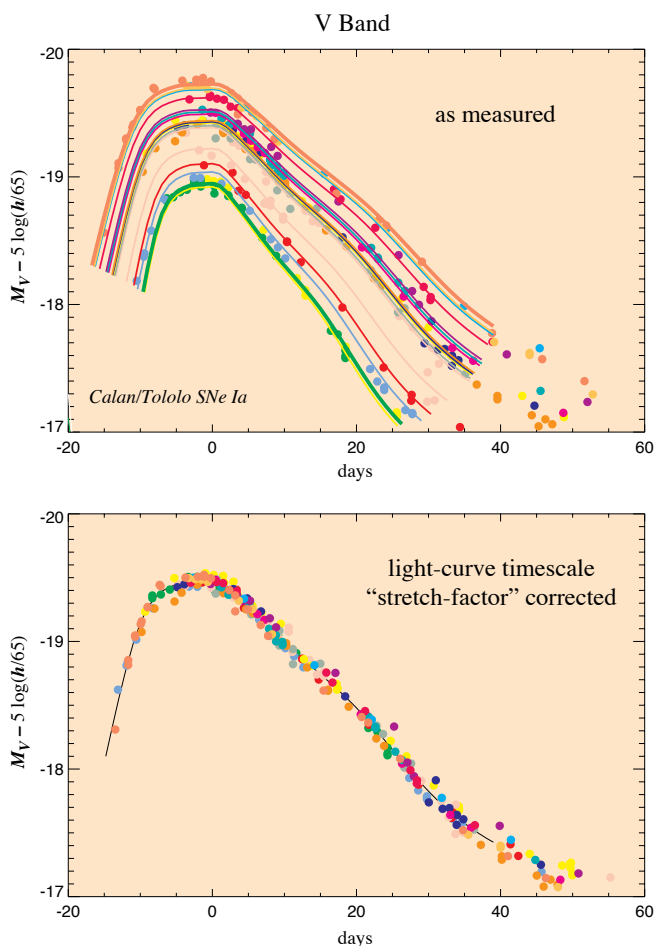 V Band
-20
as measured
-19
M_V – 5 log(h/65)
-18
Calan/Tololo SNe Ia
-17
-20 0 20 40 60
days
-20
light-curve timescale
“stretch-factor” corrected
-19
M_V – 5 log(h/65)
-18
-17
-20 0 20 40 60
days